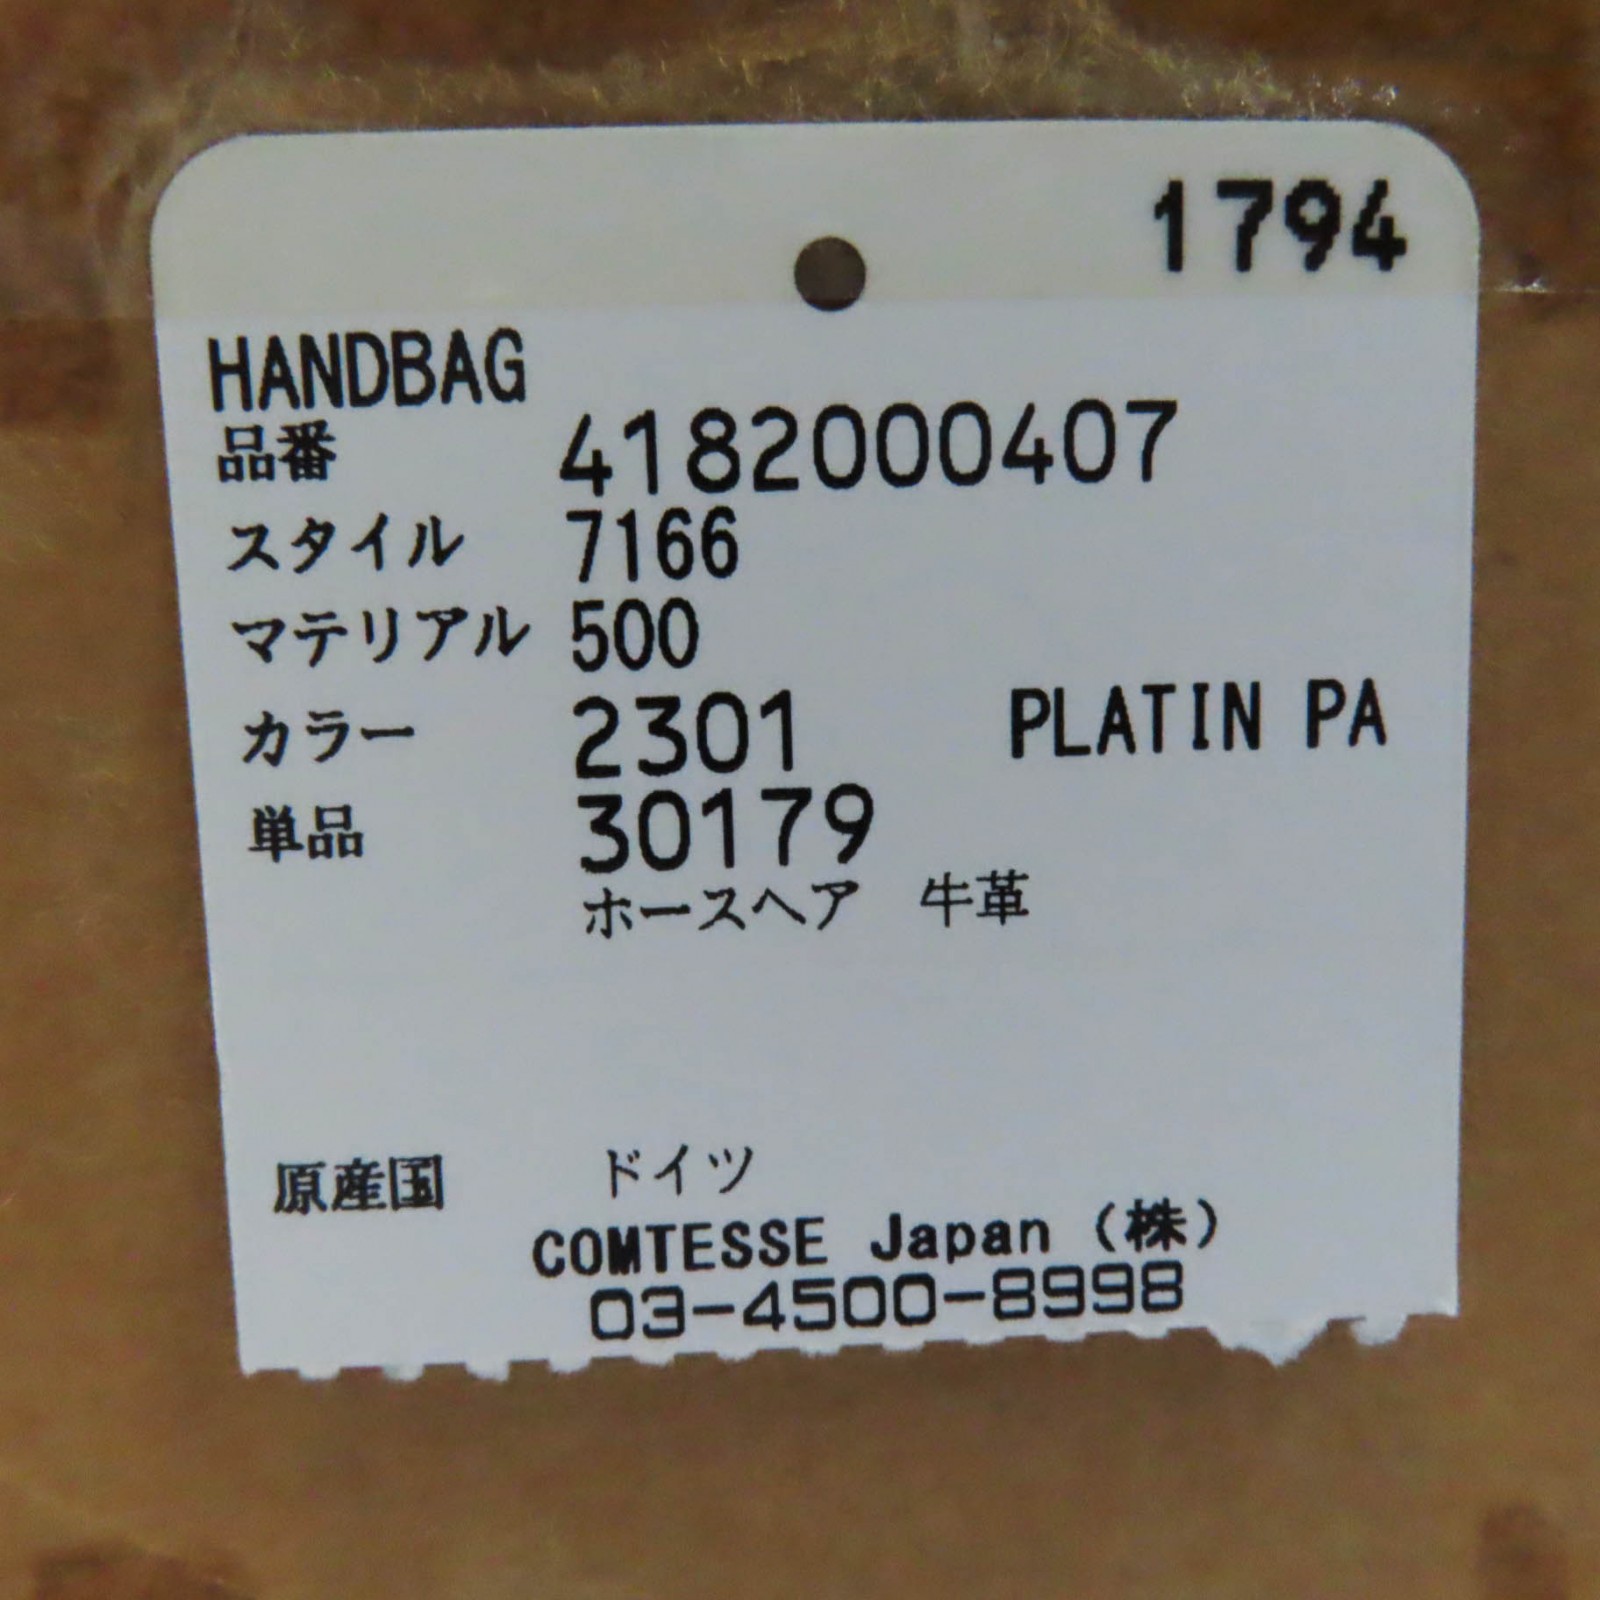 1794
HANDBAG
品番 4182000407
スタイル 7166
マテリアル 500
カラー 2301 PLATIN PA
単品 30179
ホースヘア 牛革
原産国 ドイツ
COMTESSE Japan (株)
03-4500-8998